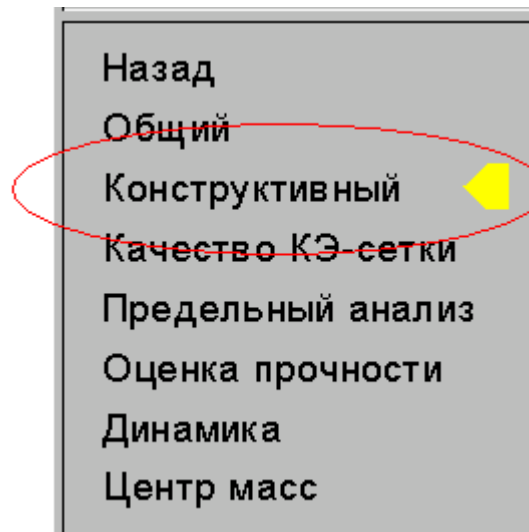 Назад
Общий
Конструктивный
Качество КЭ-сетки
Предельный анализ
Оценка прочности
Динамика
Центр масс